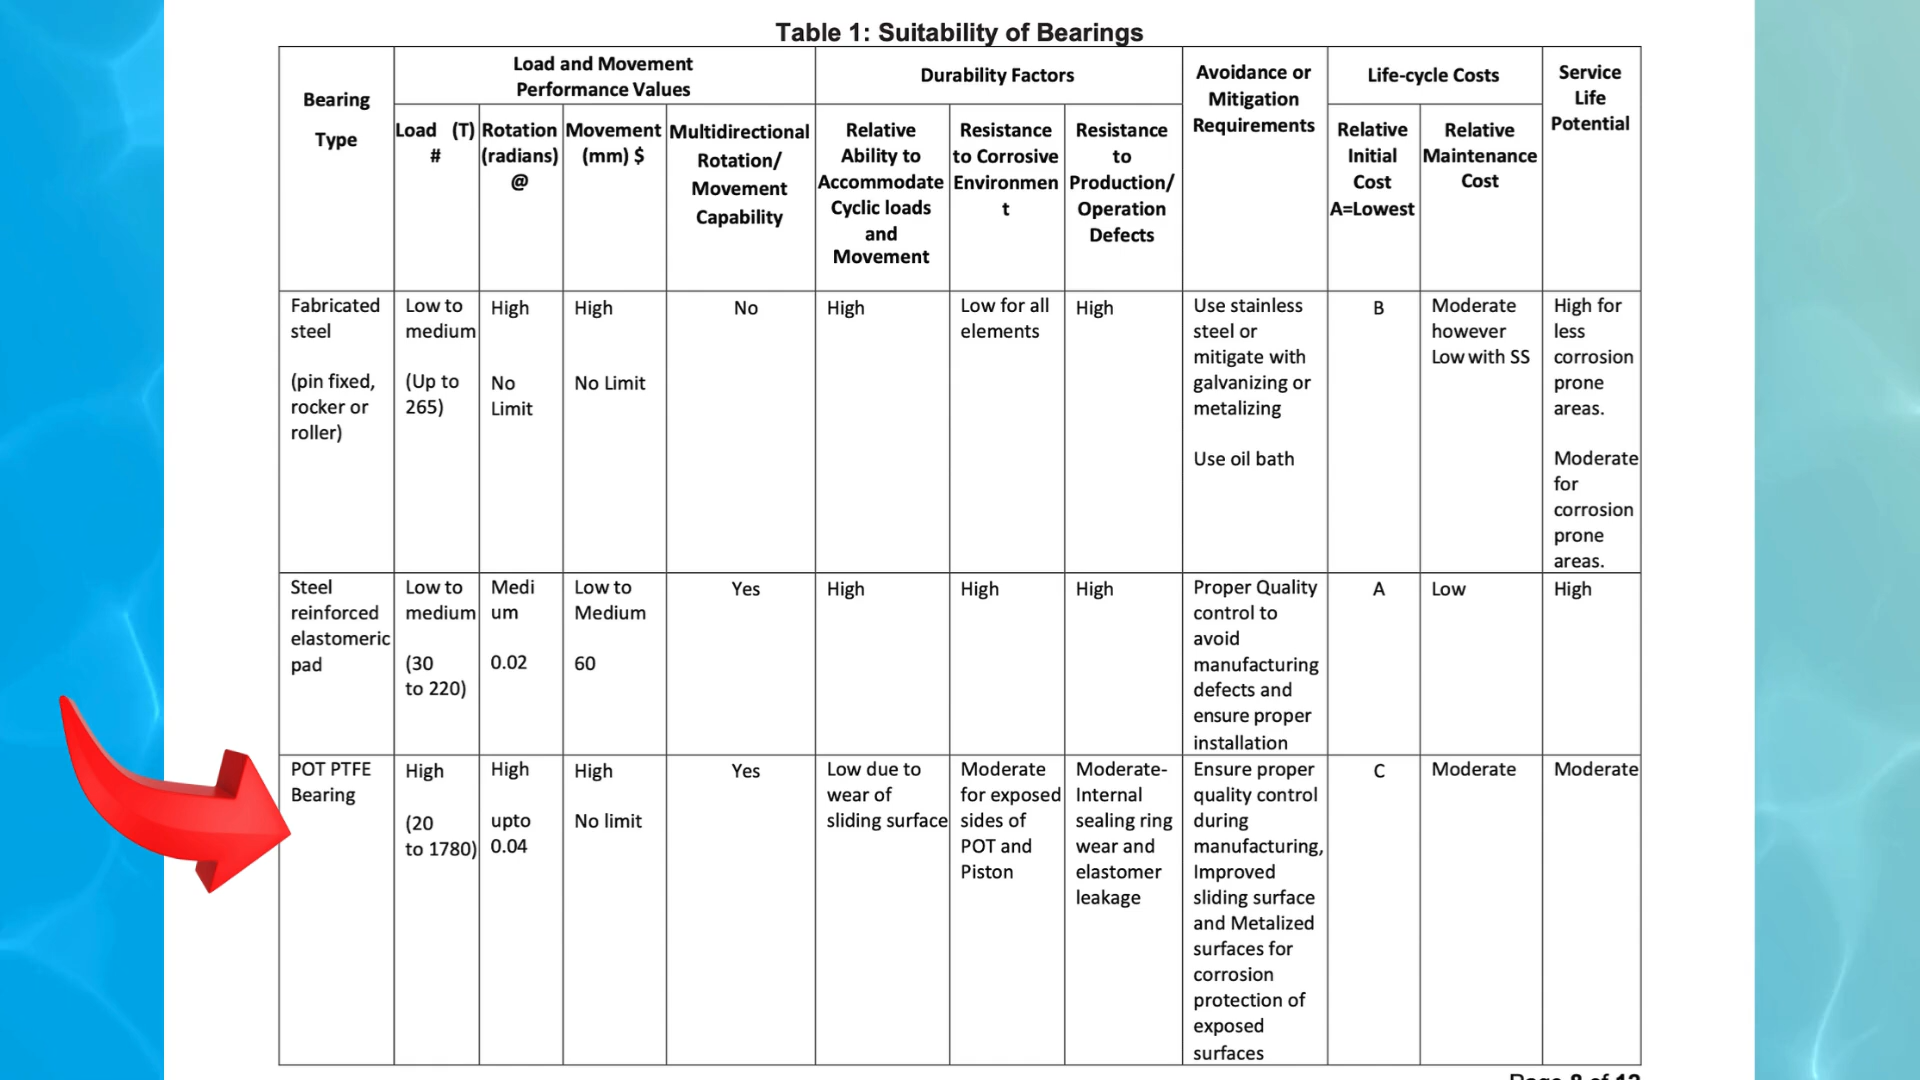 Table 1: Suitability of Bearings
Bearing
Type
Load and Movement
Performance Values
Durability Factors
Avoidance or
Mitigation
Requirements
Life-cycle Costs
Service
Life
Potential
Load (T)
#
Rotation
(radians)
@
Movement
(mm) $
Multidirectional
Rotation/
Movement
Capability
Relative
Ability to
Accommodate
Cyclic loads
and
Movement
Resistance
to Corrosive
Environmen
t
Resistance
to
Production/
Operation
Defects
Relative
Initial
Cost
A=Lowest
Relative
Maintenance
Cost
Fabricated
steel
(pin fixed,
rocker or
roller)
Low to
medium
(Up to
265)
High
No
Limit
High
No Limit
No
High
Low for all
elements
High
Use stainless
steel or
mitigate with
galvanizing or
metalizing
Use oil bath
B
Moderate
however
Low with SS
High for
less
corrosion
prone
areas.
Moderate
for
corrosion
prone
areas.
Steel
reinforced
elastomeric
pad
Low to
medium
(30
to 220)
Medi
um
0.02
Low to
Medium
60
Yes
High
High
High
Proper Quality
control to
avoid
manufacturing
defects and
ensure proper
installation
A
Low
High
POT PTFE
Bearing
High
(20
to 1780)
High
upto
0.04
High
No limit
Yes
Low due to
wear of
sliding surface
Moderate
for exposed
sides of
POT and
Piston
Moderate-
Internal
sealing ring
wear and
elastomer
leakage
Ensure proper
quality control
during
manufacturing,
Improved
sliding surface
and Metalized
surfaces for
corrosion
protection of
exposed
surfaces
C
Moderate
Moderate